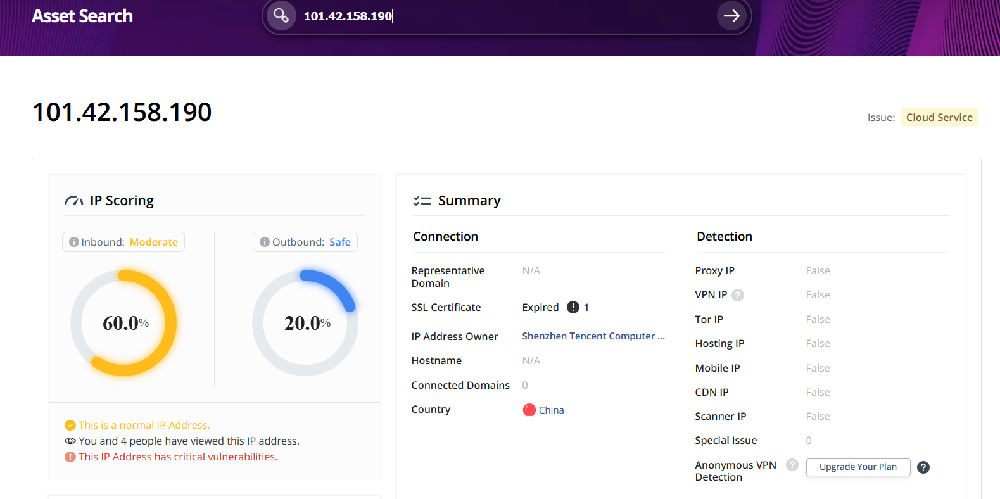 Asset Search
101.42.158.190
101.42.158.190
Issue: Cloud Service
IP Scoring
Inbound: Moderate
Outbound: Safe
60.0%
20.0%
This is a normal IP Address.
You and 4 people have viewed this IP address.
This IP Address has critical vulnerabilities.
Summary
Connection
Representative
Domain
N/A
SSL Certificate Expired 1
IP Address Owner Shenzhen Tencent Computer ...
Hostname N/A
Connected Domains 0
Country China
Detection
Proxy IP False
VPN IP ? False
Tor IP False
Hosting IP False
Mobile IP False
CDN IP False
Scanner IP False
Special Issue 0
Anonymous VPN
Detection
? Upgrade Your Plan ?